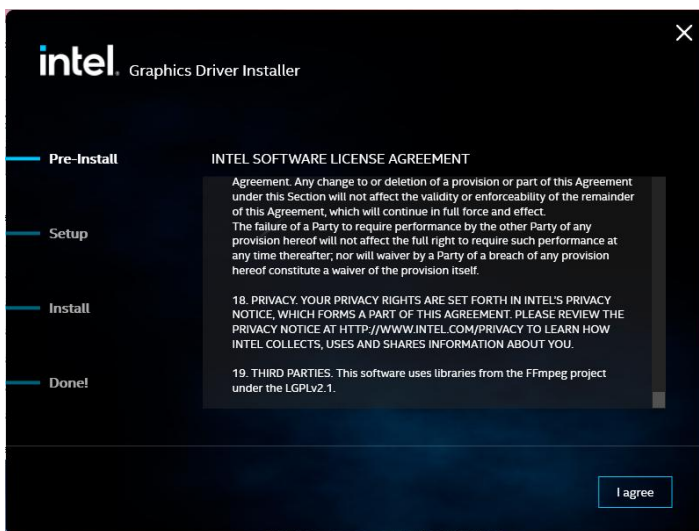 intel. Graphics Driver Installer
Pre-Install
Setup
Install
Done!
INTEL SOFTWARE LICENSE AGREEMENT
Agreement. Any change to or deletion of a provision or part of this Agreement
under this Section will not affect the validity or enforceability of the remainder
of this Agreement, which will continue in full force and effect.
The failure of a Party to require performance by the other Party of any
provision hereof will not affect the full right to require such performance at
any time thereafter; nor will waiver by a Party of a breach of any provision
hereof constitute a waiver of the provision itself.
18. PRIVACY. YOUR PRIVACY RIGHTS ARE SET FORTH IN INTEL'S PRIVACY
NOTICE, WHICH FORMS A PART OF THIS AGREEMENT. PLEASE REVIEW THE
PRIVACY NOTICE AT HTTP://WWW.INTEL.COM/PRIVACY TO LEARN HOW
INTEL COLLECTS, USES AND SHARES INFORMATION ABOUT YOU.
19. THIRD PARTIES. This software uses libraries from the FFmpeg project
under the LGPLv2.1.
I agree